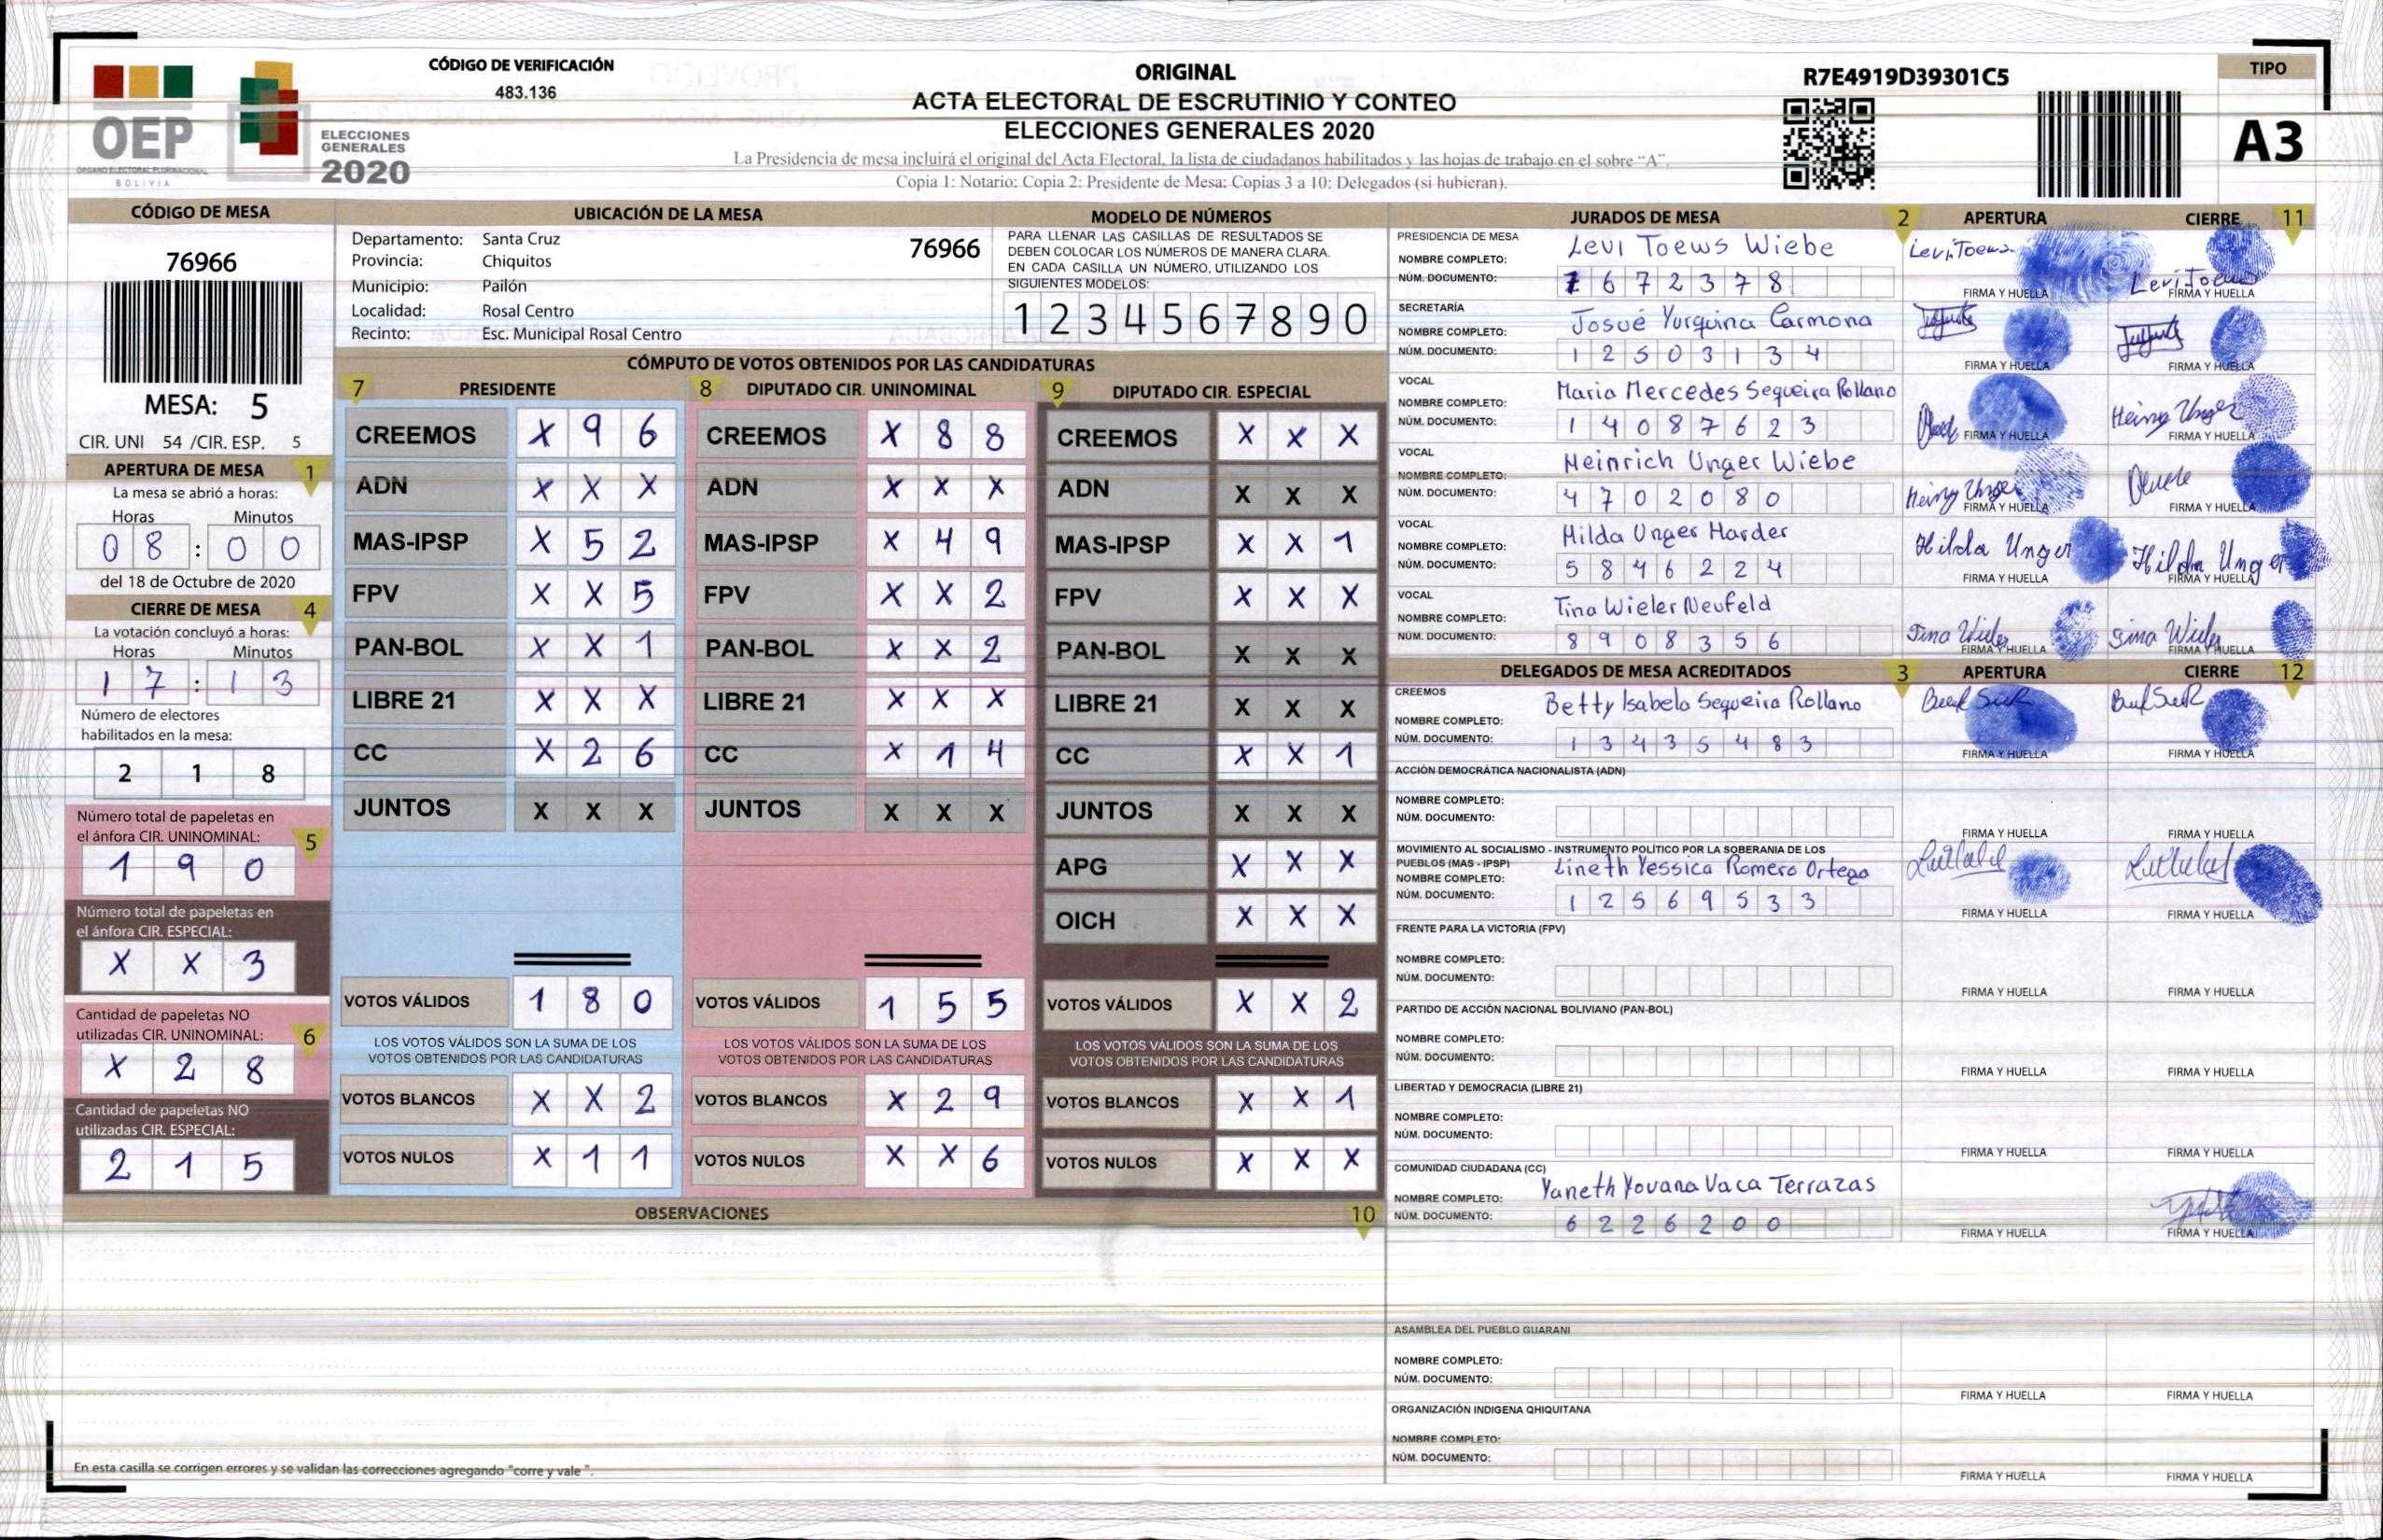 CÓDIGO DE VERIFICACIÓN
483.136
OEP
ÓRGANO ELECTORAL PLURINACIONAL
BOLIVIA
ELECCIONES
GENERALES
2020
ORIGINAL
ACTA ELECTORAL DE ESCRUTINIO Y CONTEO
ELECCIONES GENERALES 2020
La Presidencia de mesa incluirá el original del Acta Electoral, la lista de ciudadanos habilitados y las hojas de trabajo en el sobre "A".
Copia 1: Notario: Copia 2: Presidente de Mesa: Copias 3 a 10: Delegados (si hubieran).
R7E4919D39301C5
TIPO
A3
CÓDIGO DE MESA
76966
MESA: 5
CIR. UNI 54 /CIR. ESP. 5
APERTURA DE MESA 1
La mesa se abrió a horas:
Horas Minutos
0 8 : 0 0
del 18 de Octubre de 2020
CIERRE DE MESA 4
La votación concluyó a horas:
Horas Minutos
1 7 : 1 3
Número de electores
habilitados en la mesa:
2 1 8
Número total de papeletas en
el ánfora CIR. UNINOMINAL: 5
1 9 0
Número total de papeletas en
el ánfora CIR. ESPECIAL:
X X 3
Cantidad de papeletas NO
utilizadas CIR. UNINOMINAL: 6
X 2 8
Cantidad de papeletas NO
utilizadas CIR. ESPECIAL:
2 1 5
UBICACIÓN DE LA MESA
Departamento: Santa Cruz 76966
Provincia: Chiquitos
Municipio: Pailón
Localidad: Rosal Centro
Recinto: Esc. Municipal Rosal Centro
MODELO DE NÚMEROS
PARA LLENAR LAS CASILLAS DE RESULTADOS SE
DEBEN COLOCAR LOS NÚMEROS DE MANERA CLARA.
EN CADA CASILLA UN NÚMERO, UTILIZANDO LOS
SIGUIENTES MODELOS:
1 2 3 4 5 6 7 8 9 0
CÓMPUTO DE VOTOS OBTENIDOS POR LAS CANDIDATURAS
7 PRESIDENTE
CREEMOS X 9 6
ADN X X X
MAS-IPSP X 5 2
FPV X X 5
PAN-BOL X X 1
LIBRE 21 X X X
CC X 2 6
JUNTOS X X X
VOTOS VÁLIDOS 1 8 0
LOS VOTOS VÁLIDOS SON LA SUMA DE LOS
VOTOS OBTENIDOS POR LAS CANDIDATURAS
VOTOS BLANCOS X X 2
VOTOS NULOS X 1 1
8 DIPUTADO CIR. UNINOMINAL
CREEMOS X 8 8
ADN X X X
MAS-IPSP X 4 9
FPV X X 2
PAN-BOL X X 2
LIBRE 21 X X X
CC X 1 4
JUNTOS X X X
VOTOS VÁLIDOS 1 5 5
LOS VOTOS VÁLIDOS SON LA SUMA DE LOS
VOTOS OBTENIDOS POR LAS CANDIDATURAS
VOTOS BLANCOS X 2 9
VOTOS NULOS X X 6
9 DIPUTADO CIR. ESPECIAL
CREEMOS X X X
ADN X X X
MAS-IPSP X X 1
FPV X X X
PAN-BOL X X X
LIBRE 21 X X X
CC X X 1
JUNTOS X X X
APG X X X
OICH X X X
VOTOS VÁLIDOS X X 2
LOS VOTOS VÁLIDOS SON LA SUMA DE LOS
VOTOS OBTENIDOS POR LAS CANDIDATURAS
VOTOS BLANCOS X X 1
VOTOS NULOS X X X
OBSERVACIONES 10
En esta casilla se corrigen errores y se validan las correcciones agregando "corre y vale ".
JURADOS DE MESA 2 APERTURA CIERRE 11
PRESIDENCIA DE MESA
NOMBRE COMPLETO: Levi Toews Wiebe Levi Toews Levi Toews
NÚM. DOCUMENTO: 7 6 7 2 3 7 8
FIRMA Y HUELLA FIRMA Y HUELLA
SECRETARÍA
NOMBRE COMPLETO: Josué Yurquina Carmona
NÚM. DOCUMENTO: 1 2 5 0 3 1 3 4
FIRMA Y HUELLA FIRMA Y HUELLA
VOCAL
NOMBRE COMPLETO: Maria Mercedes Sequeira Rollano
NÚM. DOCUMENTO: 1 4 0 8 7 6 2 3
FIRMA Y HUELLA FIRMA Y HUELLA
VOCAL
NOMBRE COMPLETO: Heinrich Unger Wiebe
NÚM. DOCUMENTO: 4 7 0 2 0 8 0
FIRMA Y HUELLA FIRMA Y HUELLA
VOCAL
NOMBRE COMPLETO: Hilda Unger Harder Hilda Unger Hilda Unger
NÚM. DOCUMENTO: 5 8 4 6 2 2 4
FIRMA Y HUELLA FIRMA Y HUELLA
VOCAL
NOMBRE COMPLETO: Tina Wieler Neufeld Tina Wieler Tina Wieler
NÚM. DOCUMENTO: 8 9 0 8 3 5 6
FIRMA Y HUELLA FIRMA Y HUELLA
DELEGADOS DE MESA ACREDITADOS 3 APERTURA CIERRE 12
CREEMOS
NOMBRE COMPLETO: Betty Isabela Sequeira Rollano
NÚM. DOCUMENTO: 1 3 4 3 5 4 8 3
FIRMA Y HUELLA FIRMA Y HUELLA
ACCIÓN DEMOCRÁTICA NACIONALISTA (ADN)
NOMBRE COMPLETO:
NÚM. DOCUMENTO:
FIRMA Y HUELLA FIRMA Y HUELLA
MOVIMIENTO AL SOCIALISMO - INSTRUMENTO POLÍTICO POR LA SOBERANIA DE LOS
PUEBLOS (MAS - IPSP)
NOMBRE COMPLETO: Lineth Yessica Romero Ortega
NÚM. DOCUMENTO: 1 2 5 6 9 5 3 3
FIRMA Y HUELLA FIRMA Y HUELLA
FRENTE PARA LA VICTORIA (FPV)
NOMBRE COMPLETO:
NÚM. DOCUMENTO:
FIRMA Y HUELLA FIRMA Y HUELLA
PARTIDO DE ACCIÓN NACIONAL BOLIVIANO (PAN-BOL)
NOMBRE COMPLETO:
NÚM. DOCUMENTO:
FIRMA Y HUELLA FIRMA Y HUELLA
LIBERTAD Y DEMOCRACIA (LIBRE 21)
NOMBRE COMPLETO:
NÚM. DOCUMENTO:
FIRMA Y HUELLA FIRMA Y HUELLA
COMUNIDAD CIUDADANA (CC)
NOMBRE COMPLETO: Yaneth Yovana Vaca Terrazas
NÚM. DOCUMENTO: 6 2 2 6 2 0 0
FIRMA Y HUELLA FIRMA Y HUELLA
ASAMBLEA DEL PUEBLO GUARANI
NOMBRE COMPLETO:
NÚM. DOCUMENTO:
FIRMA Y HUELLA FIRMA Y HUELLA
ORGANIZACIÓN INDIGENA QHIQUITANA
NOMBRE COMPLETO:
NÚM. DOCUMENTO:
FIRMA Y HUELLA FIRMA Y HUELLA